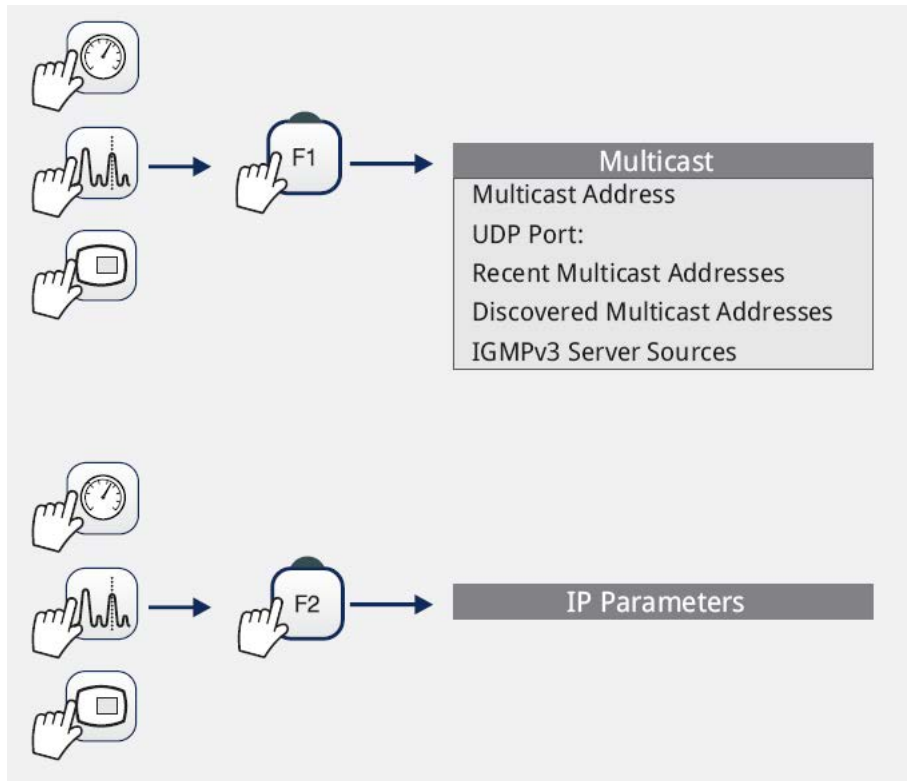 F1
Multicast
Multicast Address
UDP Port:
Recent Multicast Addresses
Discovered Multicast Addresses
IGMPv3 Server Sources
F2
IP Parameters